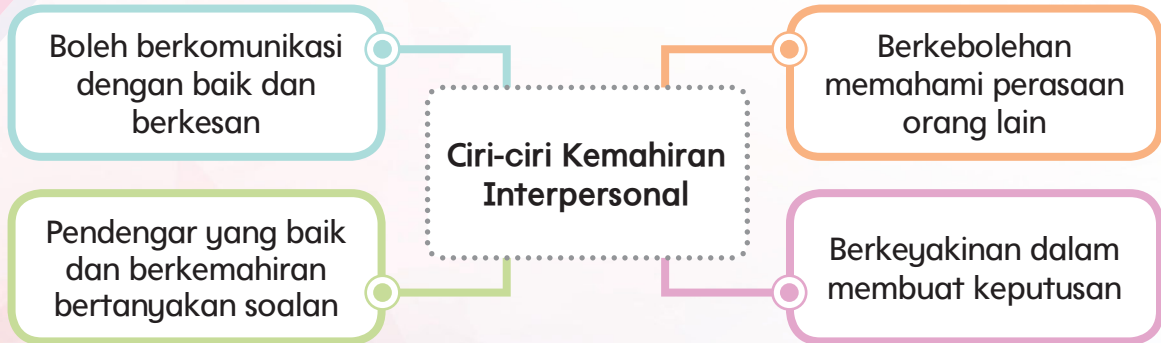 Boleh berkomunikasi
dengan baik dan
berkesan
Berkebolehan
memahami perasaan
orang lain
Ciri-ciri Kemahiran
Interpersonal
Pendengar yang baik
dan berkemahiran
bertanyakan soalan
Berkeyakinan dalam
membuat keputusan